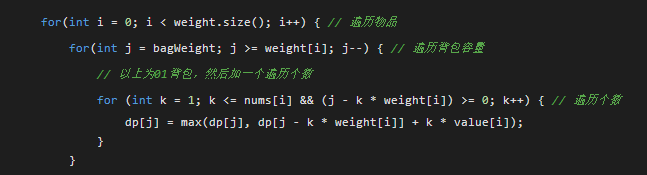 for(int i = 0; i < weight.size(); i++) { // 遍历物品
for(int j = bagWeight; j >= weight[i]; j--) { // 遍历背包容量
// 以上为01背包，然后加一个遍历个数
for (int k = 1; k <= nums[i] && (j - k * weight[i]) >= 0; k++) { // 遍历个数
dp[j] = max(dp[j], dp[j - k * weight[i]] + k * value[i]);
}
}